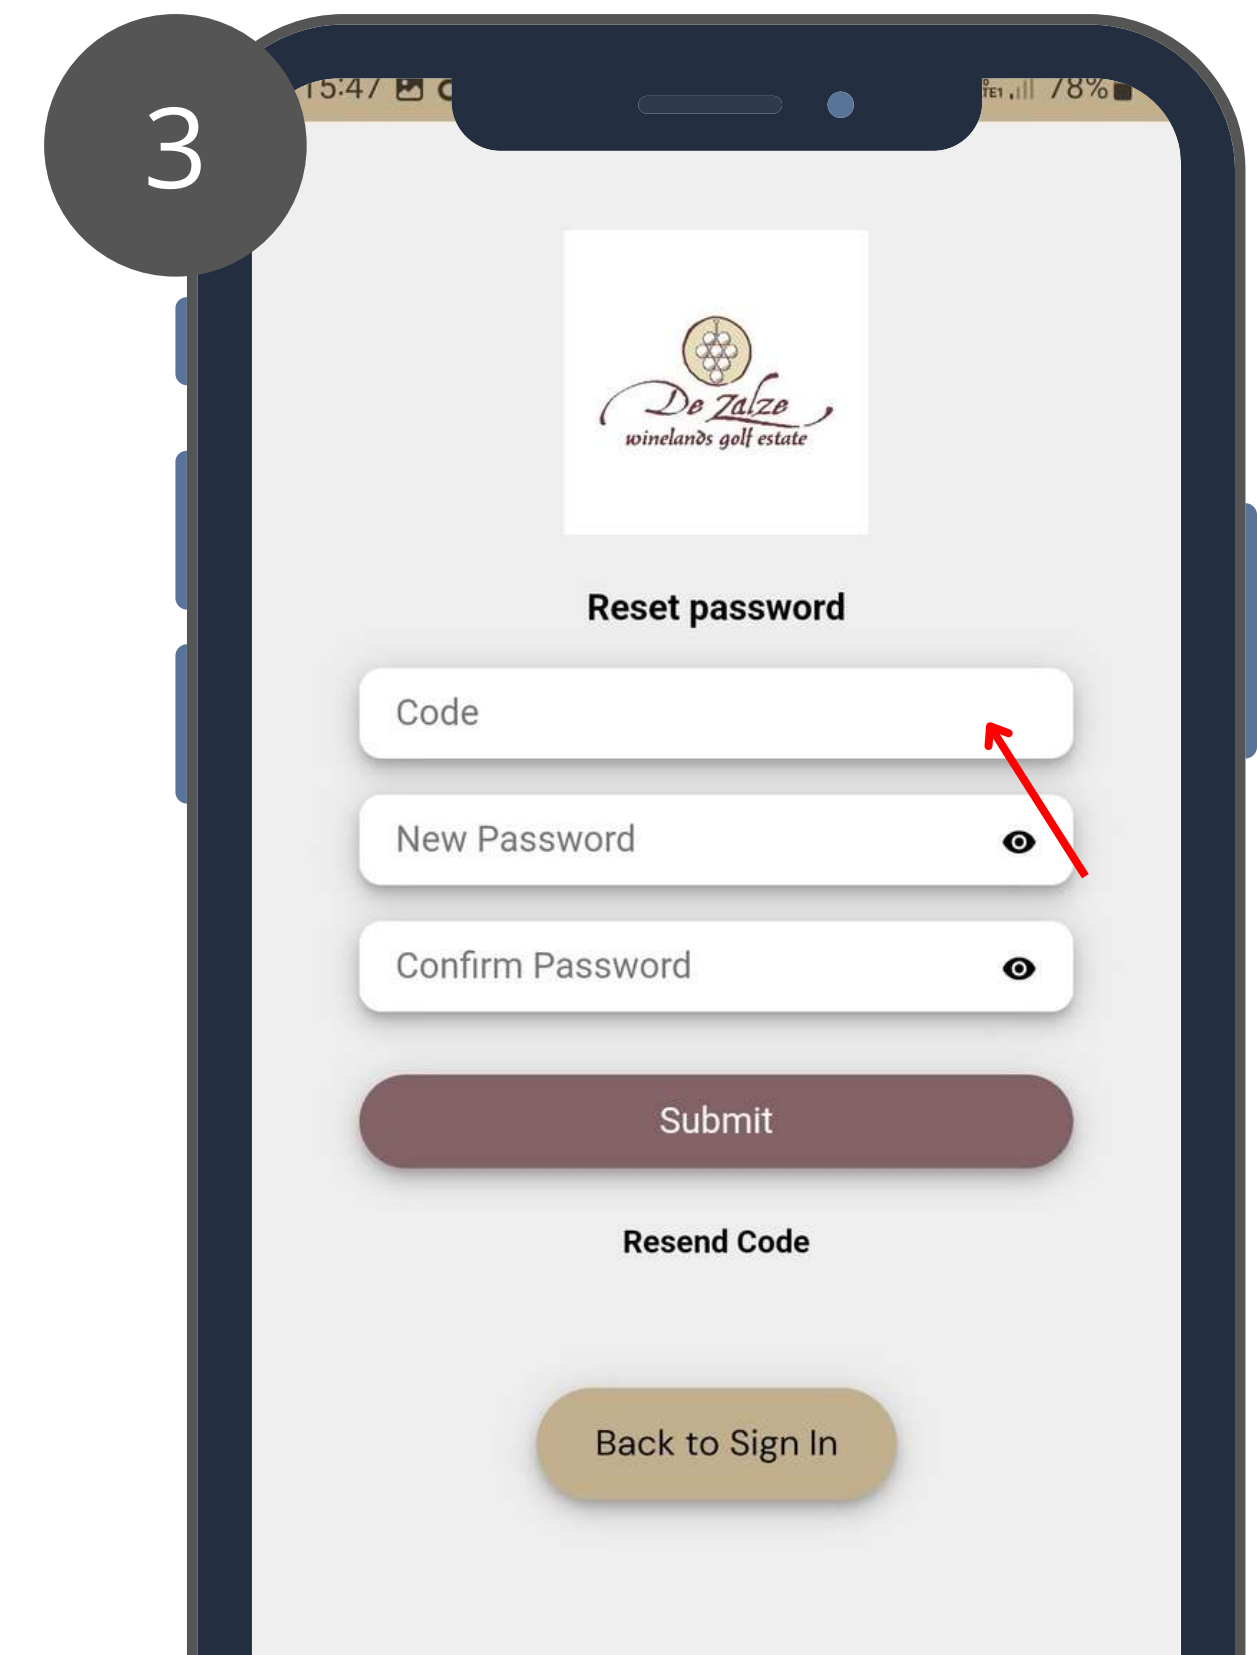 3
15:47
78%
De Zalze
winelands golf estate
Reset password
Code
New Password
Confirm Password
Submit
Resend Code
Back to Sign In